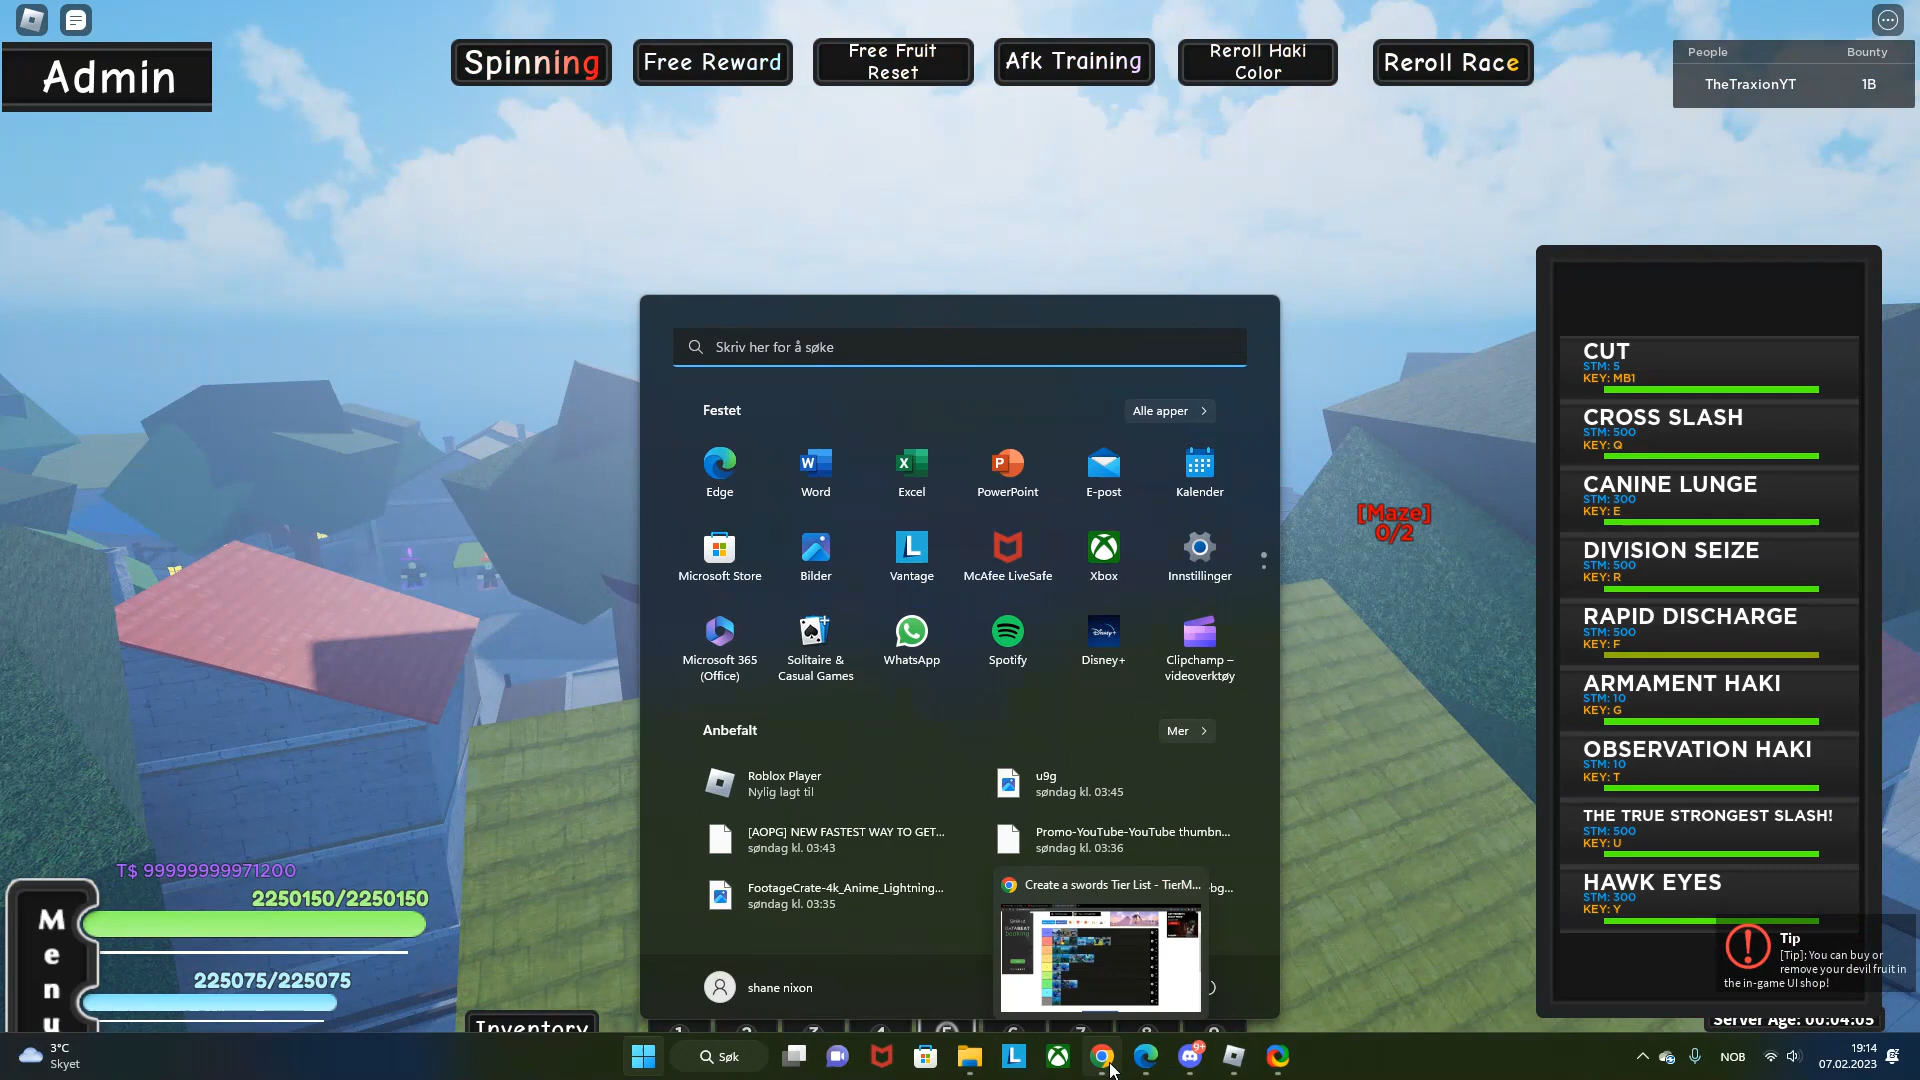 Admin
Spinning
Free Reward
Free Fruit
Reset
Afk Training
Reroll Haki
Color
Reroll Race
People Bounty
TheTraxionYT 1B
Skriv her for å søke
Festet
Alle apper
Edge
Word
Excel
PowerPoint
E-post
Kalender
Microsoft Store
Bilder
Vantage
McAfee LiveSafe
Xbox
Innstillinger
Microsoft 365
(Office)
Solitaire &
Casual Games
WhatsApp
Spotify
Disney+
Clipchamp –
videoverktøy
Anbefalt
Mer
Roblox Player
Nylig lagt til
u9g
søndag kl. 03:45
[AOPG] NEW FASTEST WAY TO GET...
søndag kl. 03:43
Promo-YouTube-YouTube thumbn...
søndag kl. 03:36
FootageCrate-4k_Anime_Lightning...
søndag kl. 03:35
Create a swords Tier List - TierM...
shane nixon
[Maze]
0/2
CUT
STM: 5
KEY: MB1
CROSS SLASH
STM: 500
KEY: Q
CANINE LUNGE
STM: 300
KEY: E
DIVISION SEIZE
STM: 500
KEY: R
RAPID DISCHARGE
STM: 500
KEY: F
ARMAMENT HAKI
STM: 10
KEY: G
OBSERVATION HAKI
STM: 10
KEY: T
THE TRUE STRONGEST SLASH!
STM: 500
KEY: U
HAWK EYES
STM: 300
KEY: Y
Tip
[Tip]: You can buy or
remove your devil fruit in
the in-game UI shop!
Server Age: 00:04:05
T$ 99999999971200
2250150/2250150
225075/225075
Menu
Inventory
3°C
Skyet
Søk
9+
NOB
19:14
07.02.2023